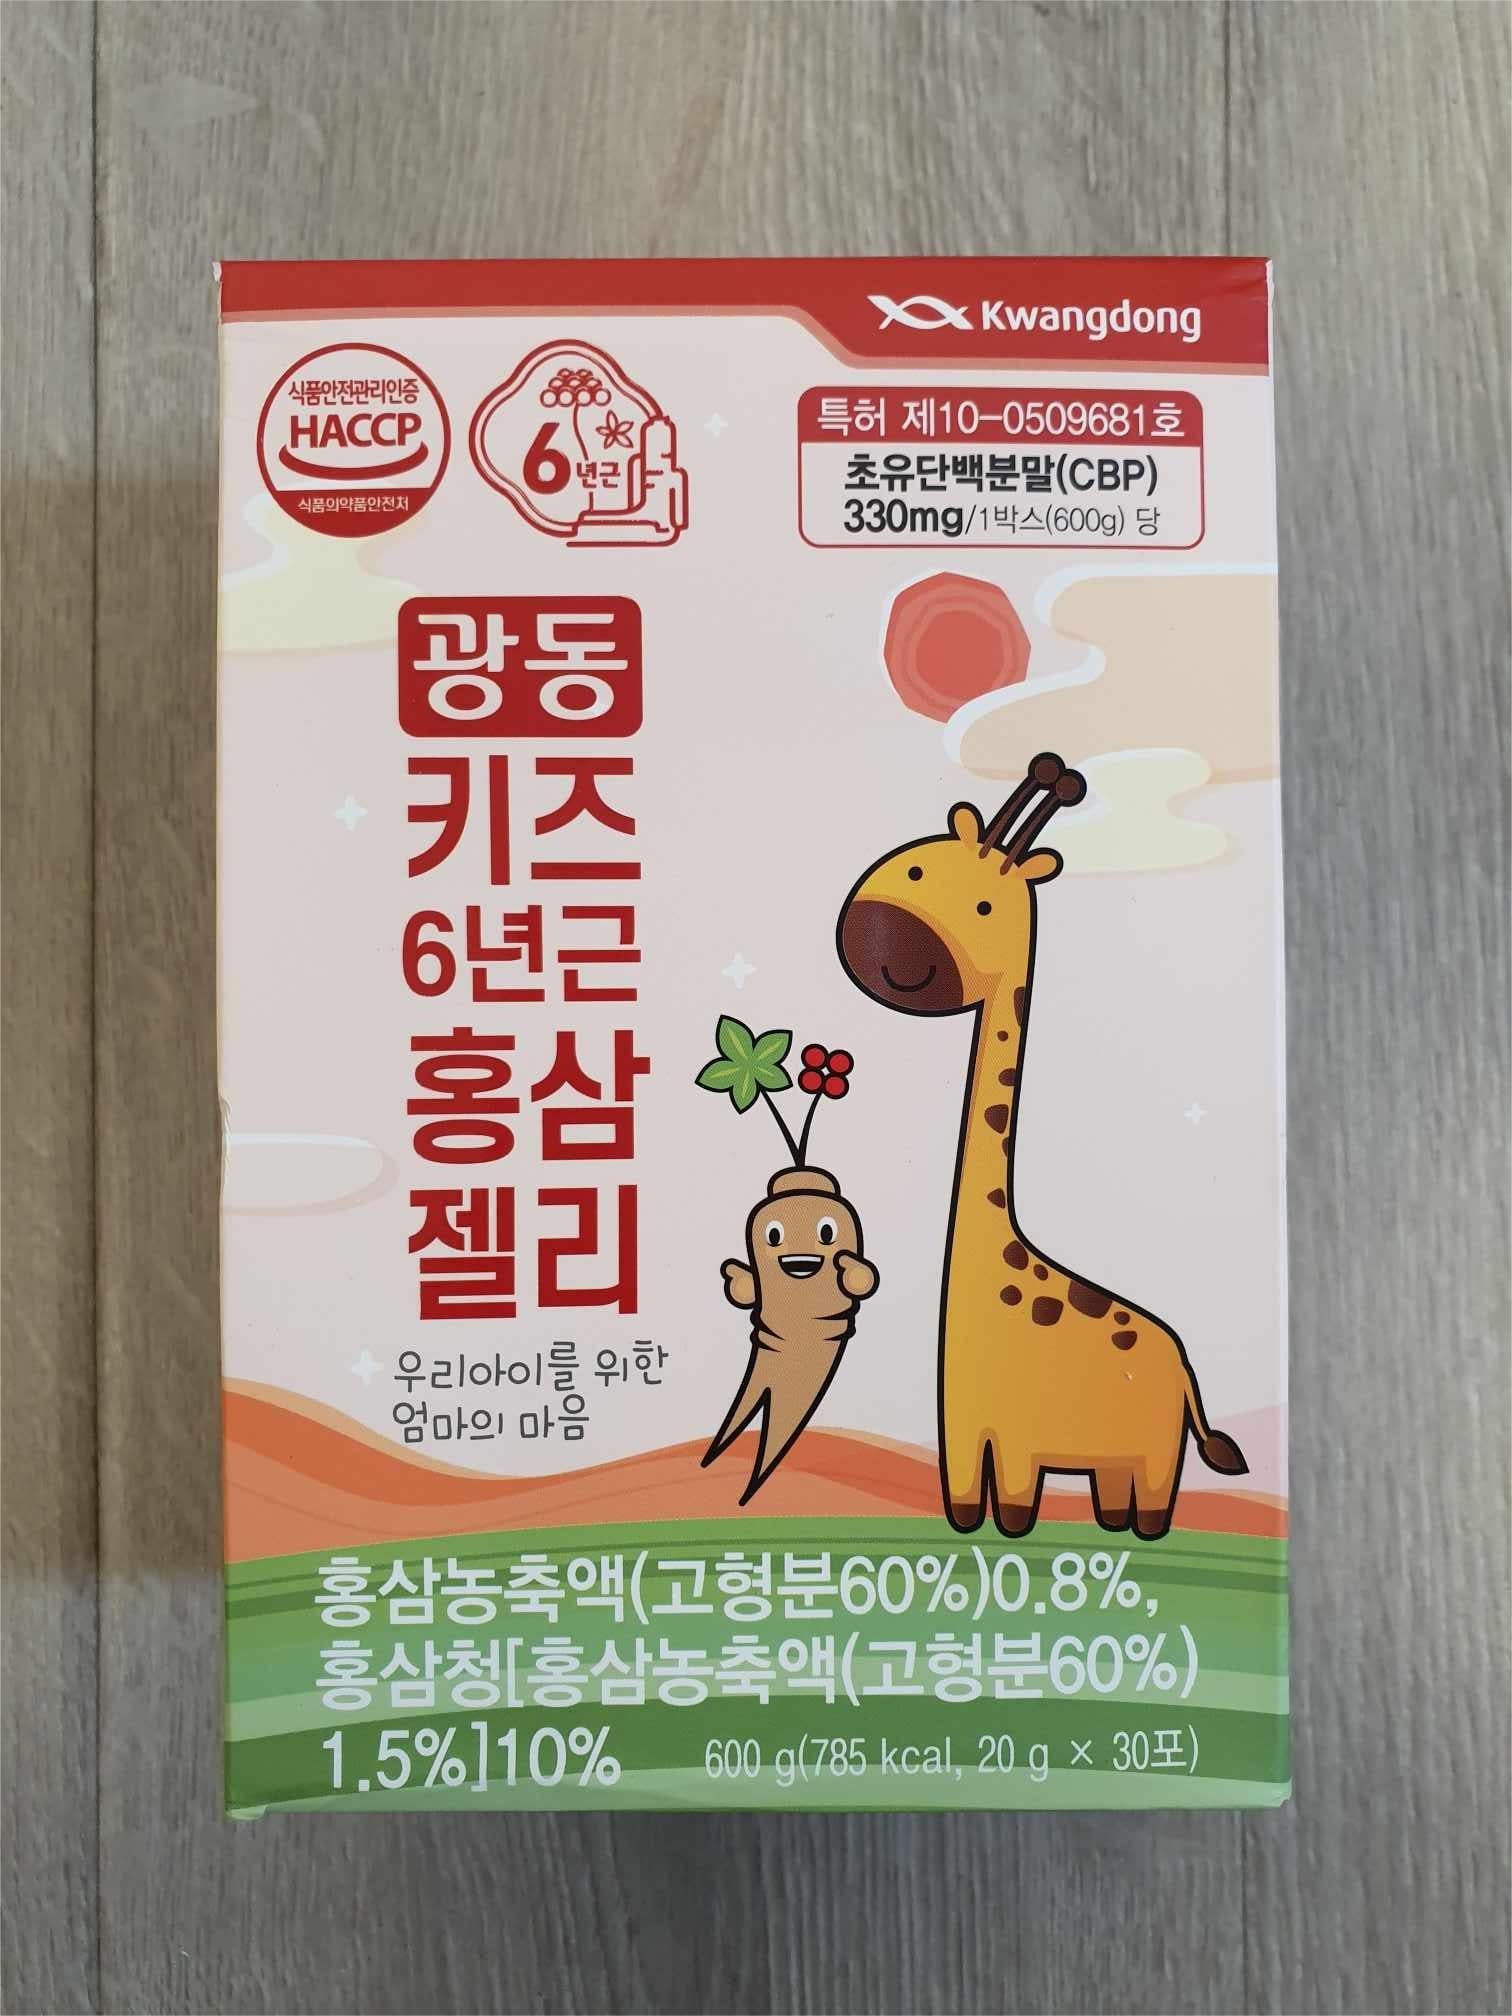 Kwangdong
식품안전관리인증
HACCP
식품의약품안전처
6년근
특허 제10-0509681호
초유단백분말(CBP)
330mg/1박스(600g) 당
광동
키즈
6년근
홍삼
젤리
우리아이를 위한
엄마의 마음
홍삼농축액(고형분60%)0.8%,
홍삼청[홍삼농축액(고형분60%)
1.5%]10% 600 g(785 kcal, 20 g × 30포)